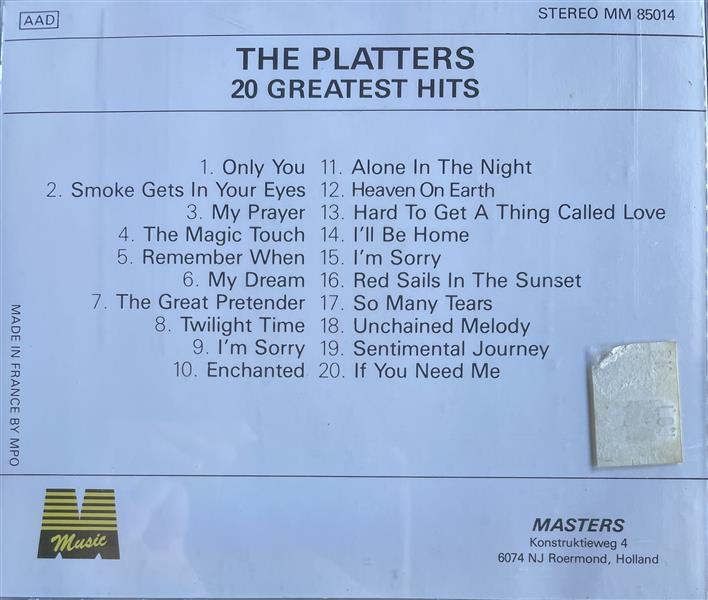 AAD
STEREO MM 85014
THE PLATTERS
20 GREATEST HITS
1. Only You
2. Smoke Gets In Your Eyes
3. My Prayer
4. The Magic Touch
5. Remember When
6. My Dream
7. The Great Pretender
8. Twilight Time
9. I'm Sorry
10. Enchanted
11. Alone In The Night
12. Heaven On Earth
13. Hard To Get A Thing Called Love
14. I'll Be Home
15. I'm Sorry
16. Red Sails In The Sunset
17. So Many Tears
18. Unchained Melody
19. Sentimental Journey
20. If You Need Me
MADE IN FRANCE BY MPO
M
Music
MASTERS
Konstruktieweg 4
6074 NJ Roermond, Holland